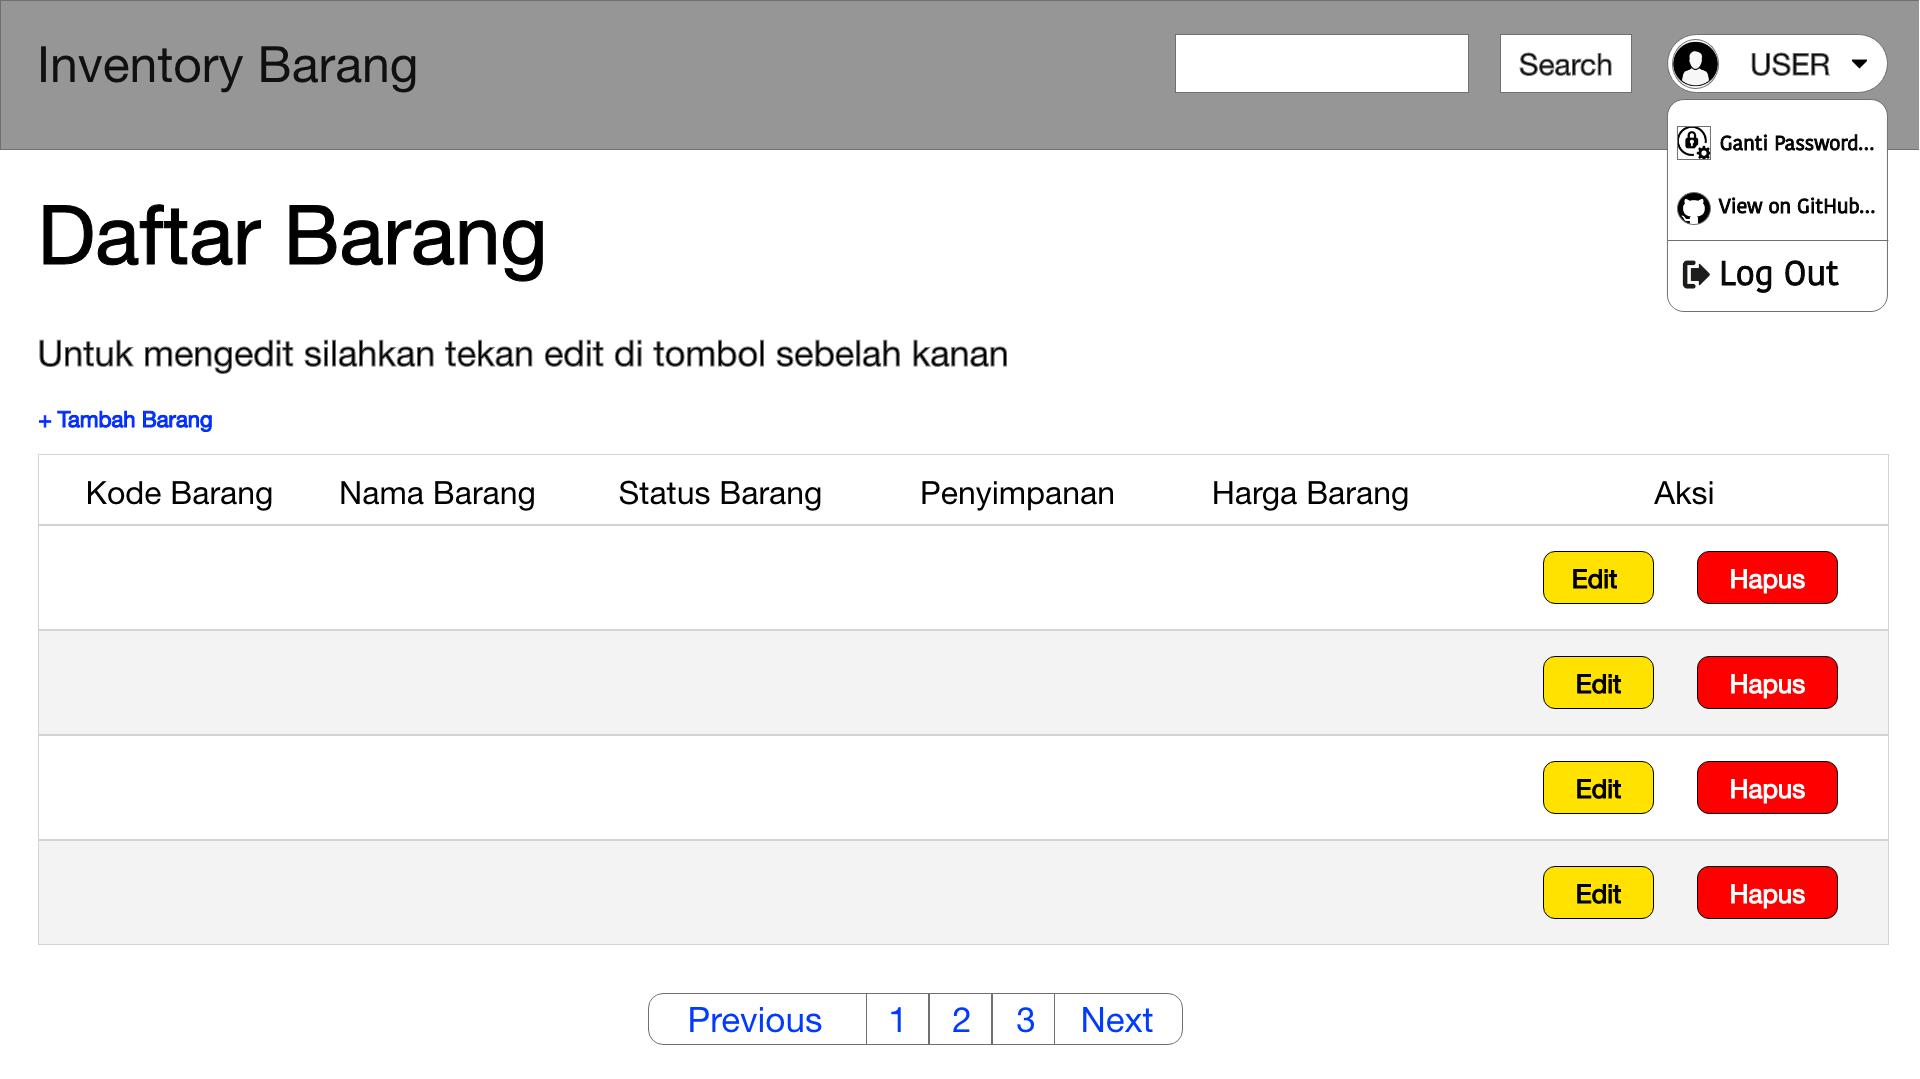 Inventory Barang
Search
USER
Ganti Password...
View on GitHub...
Log Out
Daftar Barang
Untuk mengedit silahkan tekan edit di tombol sebelah kanan
+ Tambah Barang
Kode Barang Nama Barang Status Barang Penyimpanan Harga Barang Aksi
Edit Hapus
Edit Hapus
Edit Hapus
Edit Hapus
Previous 1 2 3 Next